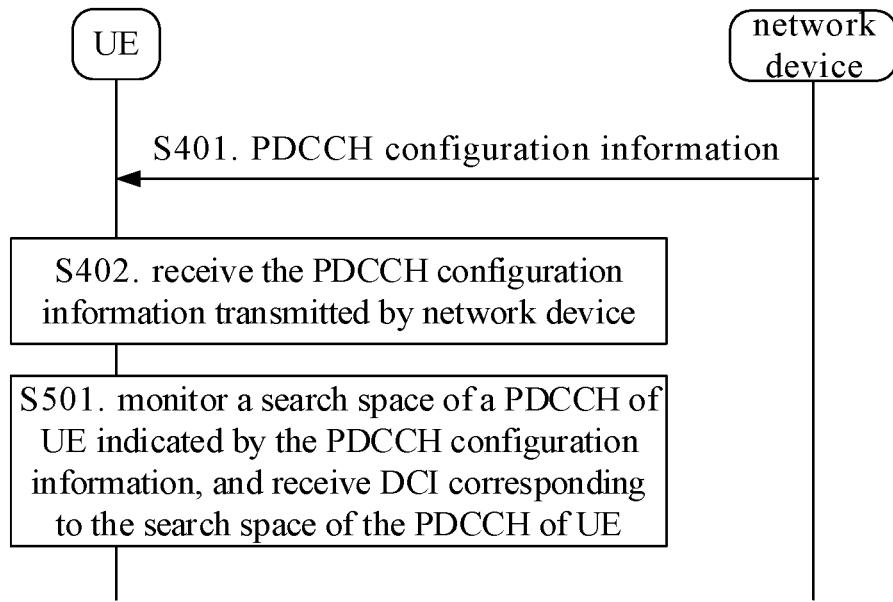 UE
network
device
S401. PDCCH configuration information
S402. receive the PDCCH configuration
information transmitted by network device
S501. monitor a search space of a PDCCH of
UE indicated by the PDCCH configuration
information, and receive DCI corresponding
to the search space of the PDCCH of UE